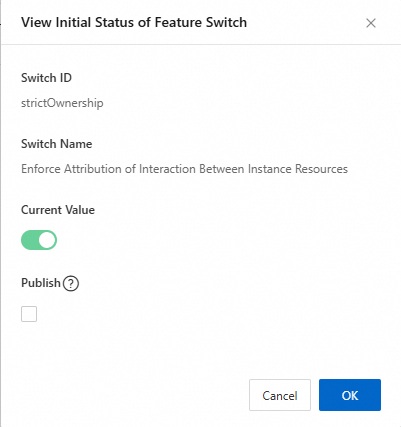 View Initial Status of Feature Switch
Switch ID
strictOwnership
Switch Name
Enforce Attribution of Interaction Between Instance Resources
Current Value
Publish ?
Cancel OK